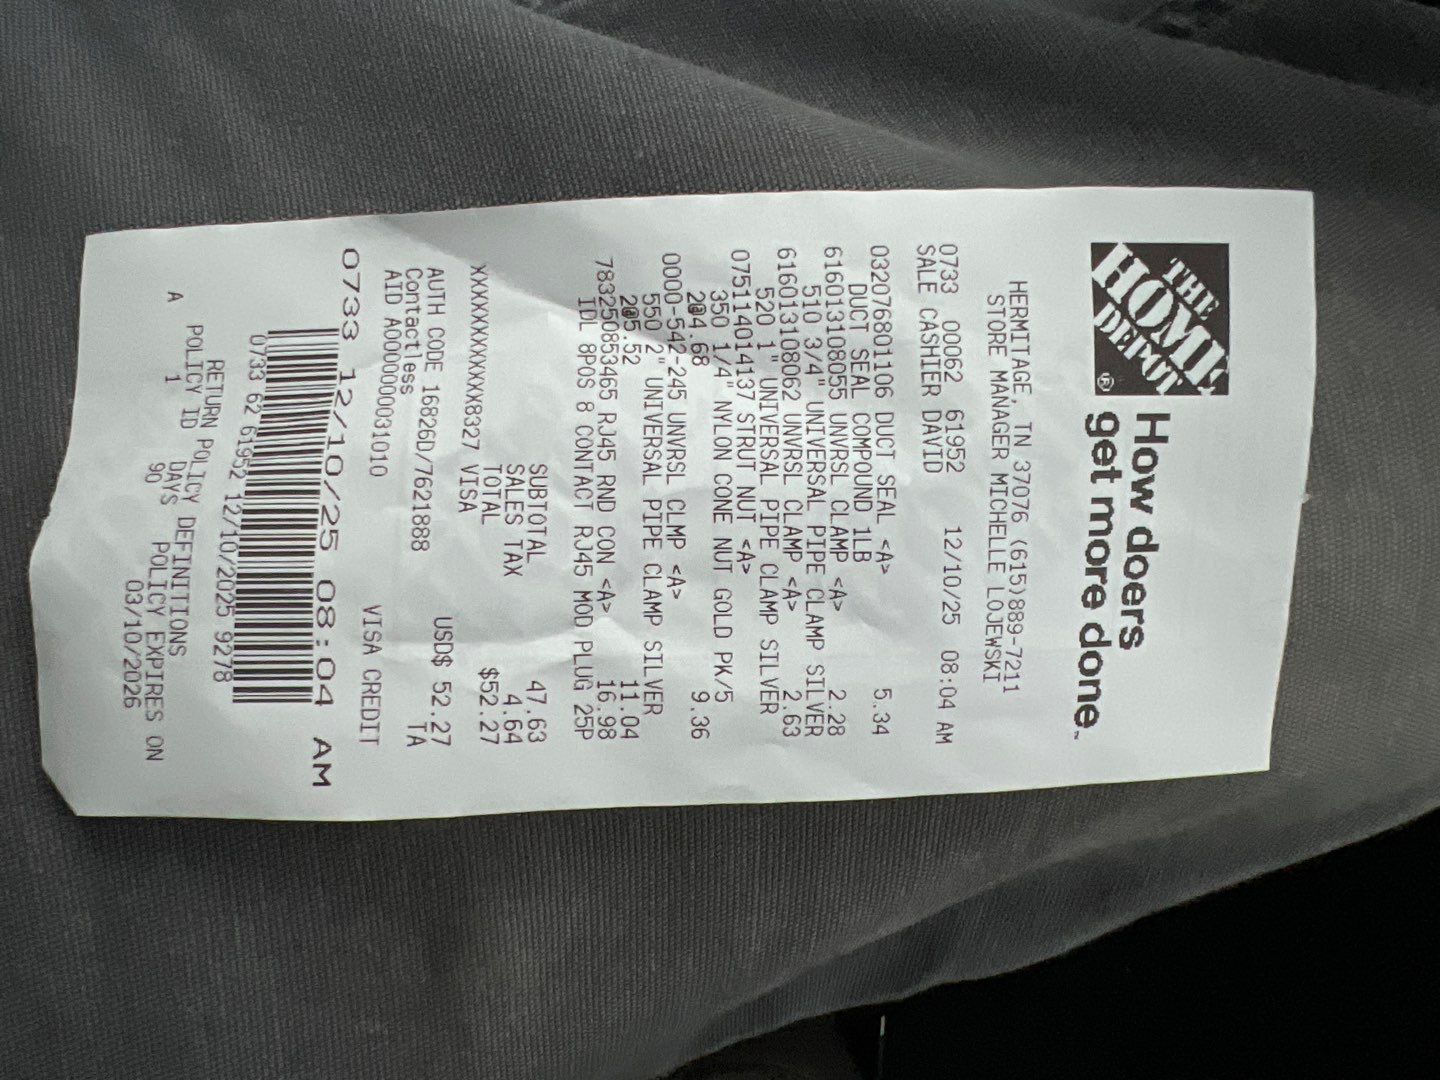 THE
HOME
DEPOT
®
How doers
get more done™
HERMITAGE, TN 37076 (615)889-7211
STORE MANAGER MICHELLE LOJEWSKI
0733 00062 61952 12/10/25 08:04 AM
SALE CASHIER DAVID
032076801106 DUCT SEAL <A> 5.34
DUCT SEAL COMPOUND 1LB
616013108055 UNVRSL CLAMP <A> 2.28
510 3/4" UNIVERSAL PIPE CLAMP SILVER
616013108062 UNVRSL CLAMP <A> 2.63
520 1" UNIVERSAL PIPE CLAMP SILVER
075114014137 STRUT NUT <A>
350 1/4" NYLON CONE NUT GOLD PK/5
2@4.68 9.36
0000-542-245 UNVRSL CLMP <A>
550 2" UNIVERSAL PIPE CLAMP SILVER
2@5.52 11.04
783250853465 RJ45 RND CON <A> 16.98
IDL 8POS 8 CONTACT RJ45 MOD PLUG 25P
SUBTOTAL 47.63
SALES TAX 4.64
TOTAL $52.27
XXXXXXXXXXXX8327 VISA
USD$ 52.27
AUTH CODE 16826D/7621888 TA
Contactless
AID A0000000031010 VISA CREDIT
0733 12/10/25 08:04 AM
0733 62 61952 12/10/2025 9278
RETURN POLICY DEFINITIONS
POLICY ID DAYS POLICY EXPIRES ON
A 1 90 03/10/2026